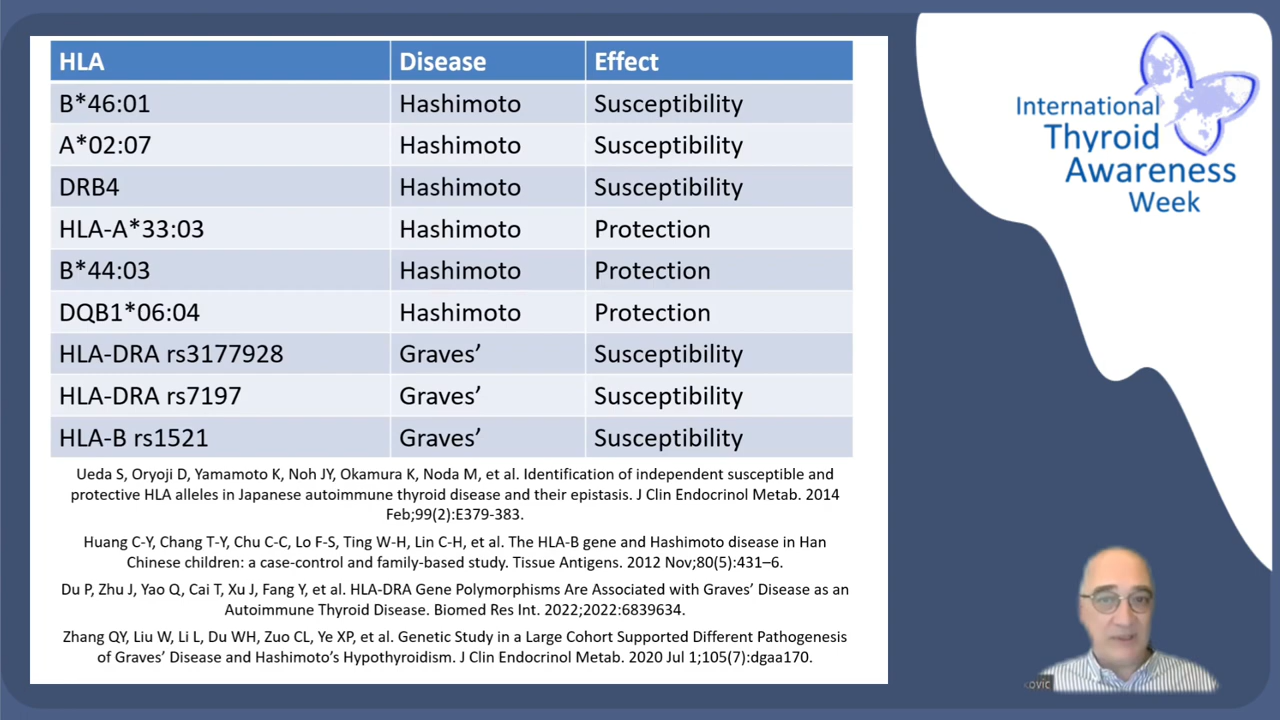 HLA Disease Effect
B*46:01 Hashimoto Susceptibility
A*02:07 Hashimoto Susceptibility
DRB4 Hashimoto Susceptibility
HLA-A*33:03 Hashimoto Protection
B*44:03 Hashimoto Protection
DQB1*06:04 Hashimoto Protection
HLA-DRA rs3177928 Graves’ Susceptibility
HLA-DRA rs7197 Graves’ Susceptibility
HLA-B rs1521 Graves’ Susceptibility
Ueda S, Oryoji D, Yamamoto K, Noh JY, Okamura K, Noda M, et al. Identification of independent susceptible and
protective HLA alleles in Japanese autoimmune thyroid disease and their epistasis. J Clin Endocrinol Metab. 2014
Feb;99(2):E379-383.
Huang C-Y, Chang T-Y, Chu C-C, Lo F-S, Ting W-H, Lin C-H, et al. The HLA-B gene and Hashimoto disease in Han
Chinese children: a case-control and family-based study. Tissue Antigens. 2012 Nov;80(5):431–6.
Du P, Zhu J, Yao Q, Cai T, Xu J, Fang Y, et al. HLA-DRA Gene Polymorphisms Are Associated with Graves’ Disease as an
Autoimmune Thyroid Disease. Biomed Res Int. 2022;2022:6839634.
Zhang QY, Liu W, Li L, Du WH, Zuo CL, Ye XP, et al. Genetic Study in a Large Cohort Supported Different Pathogenesis
of Graves’ Disease and Hashimoto’s Hypothyroidism. J Clin Endocrinol Metab. 2020 Jul 1;105(7):dgaa170.
International
Thyroid
Awareness
Week